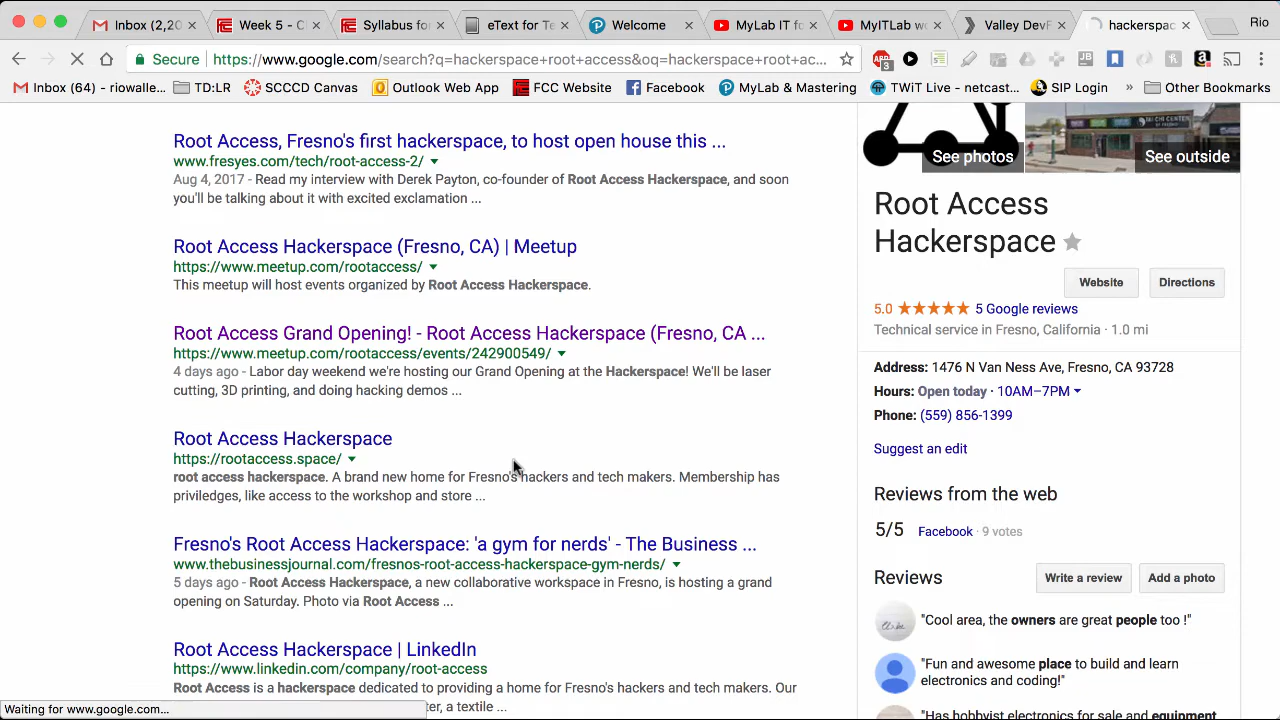 Inbox (2,20
Week 5 - C
Syllabus for
eText for Te
Welcome
MyLab IT fo
MyITLab w
Valley DevF
hackerspac
Rio
Secure
https://www.google.com/search?q=hackerspace+root+access&oq=hackerspace+root+ac...
3
Inbox (64) - riowalle...
TD:LR
SCCCD Canvas
Outlook Web App
FCC Website
Facebook
MyLab & Mastering
TWiT Live - netcast...
SIP Login
»
Other Bookmarks
Root Access, Fresno's first hackerspace, to host open house this ...
www.fresyes.com/tech/root-access-2/
Aug 4, 2017 - Read my interview with Derek Payton, co-founder of Root Access Hackerspace, and soon
you'll be talking about it with excited exclamation ...
Root Access Hackerspace (Fresno, CA) | Meetup
https://www.meetup.com/rootaccess/
This meetup will host events organized by Root Access Hackerspace.
Root Access Grand Opening! - Root Access Hackerspace (Fresno, CA ...
https://www.meetup.com/rootaccess/events/242900549/
4 days ago - Labor day weekend we're hosting our Grand Opening at the Hackerspace! We'll be laser
cutting, 3D printing, and doing hacking demos ...
Root Access Hackerspace
https://rootaccess.space/
root access hackerspace. A brand new home for Fresno's hackers and tech makers. Membership has
priviledges, like access to the workshop and store ...
Fresno's Root Access Hackerspace: 'a gym for nerds' - The Business ...
www.thebusinessjournal.com/fresnos-root-access-hackerspace-gym-nerds/
5 days ago - Root Access Hackerspace, a new collaborative workspace in Fresno, is hosting a grand
opening on Saturday. Photo via Root Access ...
Root Access Hackerspace | LinkedIn
https://www.linkedin.com/company/root-access
Root Access is a hackerspace dedicated to providing a home for Fresno's hackers and tech makers. Our
ter, a textile ...
Waiting for www.google.com...
TAI CHI CENTER
See photos
See outside
Root Access
Hackerspace
Website
Directions
5.0
5 Google reviews
Technical service in Fresno, California · 1.0 mi
Address: 1476 N Van Ness Ave, Fresno, CA 93728
Hours: Open today · 10AM–7PM
Phone: (559) 856-1399
Suggest an edit
Reviews from the web
5/5 Facebook · 9 votes
Reviews
Write a review
Add a photo
"Cool area, the owners are great people too !"
"Fun and awesome place to build and learn
electronics and coding!"
"Has hobbyist electronics for sale and equipment